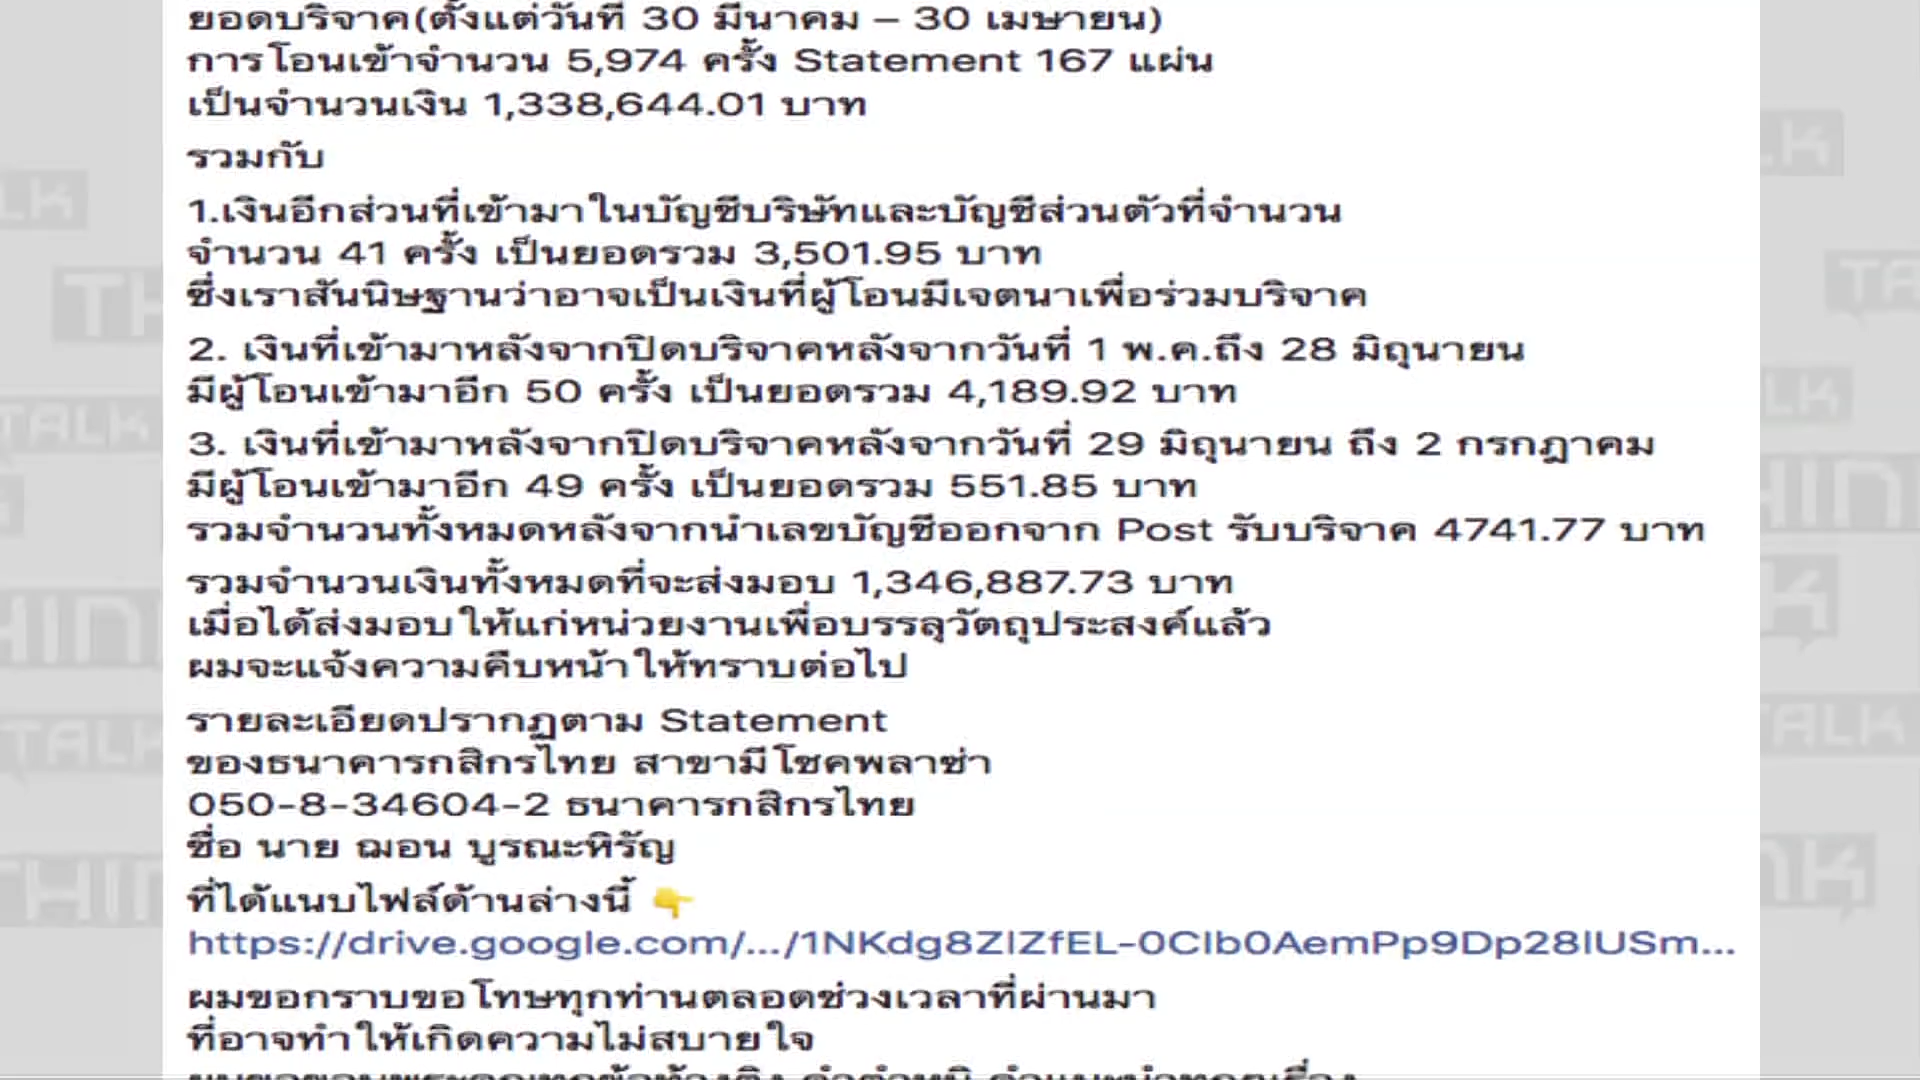 ยอดบริจาค(ตั้งแต่วันที่ 30 มีนาคม – 30 เมษายน)
การโอนเข้าจำนวน 5,974 ครั้ง Statement 167 แผ่น
เป็นจำนวนเงิน 1,338,644.01 บาท
รวมกับ
1.เงินอีกส่วนที่เข้ามาในบัญชีบริษัทและบัญชีส่วนตัวที่จำนวน
จำนวน 41 ครั้ง เป็นยอดรวม 3,501.95 บาท
ซึ่งเราสันนิษฐานว่าอาจเป็นเงินที่ผู้โอนมีเจตนาเพื่อร่วมบริจาค
2. เงินที่เข้ามาหลังจากปิดบริจาคหลังจากวันที่ 1 พ.ค.ถึง 28 มิถุนายน
มีผู้โอนเข้ามาอีก 50 ครั้ง เป็นยอดรวม 4,189.92 บาท
3. เงินที่เข้ามาหลังจากปิดบริจาคหลังจากวันที่ 29 มิถุนายน ถึง 2 กรกฎาคม
มีผู้โอนเข้ามาอีก 49 ครั้ง เป็นยอดรวม 551.85 บาท
รวมจำนวนทั้งหมดหลังจากนำเลขบัญชีออกจาก Post รับบริจาค 4741.77 บาท
รวมจำนวนเงินทั้งหมดที่จะส่งมอบ 1,346,887.73 บาท
เมื่อได้ส่งมอบให้แก่หน่วยงานเพื่อบรรลุวัตถุประสงค์แล้ว
ผมจะแจ้งความคืบหน้าให้ทราบต่อไป
รายละเอียดปรากฏตาม Statement
ของธนาคารกสิกรไทย สาขามีโชคพลาซ่า
050-8-34604-2 ธนาคารกสิกรไทย
ชื่อ นาย ฌอน บูรณะหิรัญ
ที่ได้แนบไฟล์ด้านล่างนี้ 👇
https://drive.google.com/.../1NKdg8ZlZfEL-0Clb0AemPp9Dp28lUSm...
ผมขอกราบขอโทษทุกท่านตลอดช่วงเวลาที่ผ่านมา
ที่อาจทำให้เกิดความไม่สบายใจ